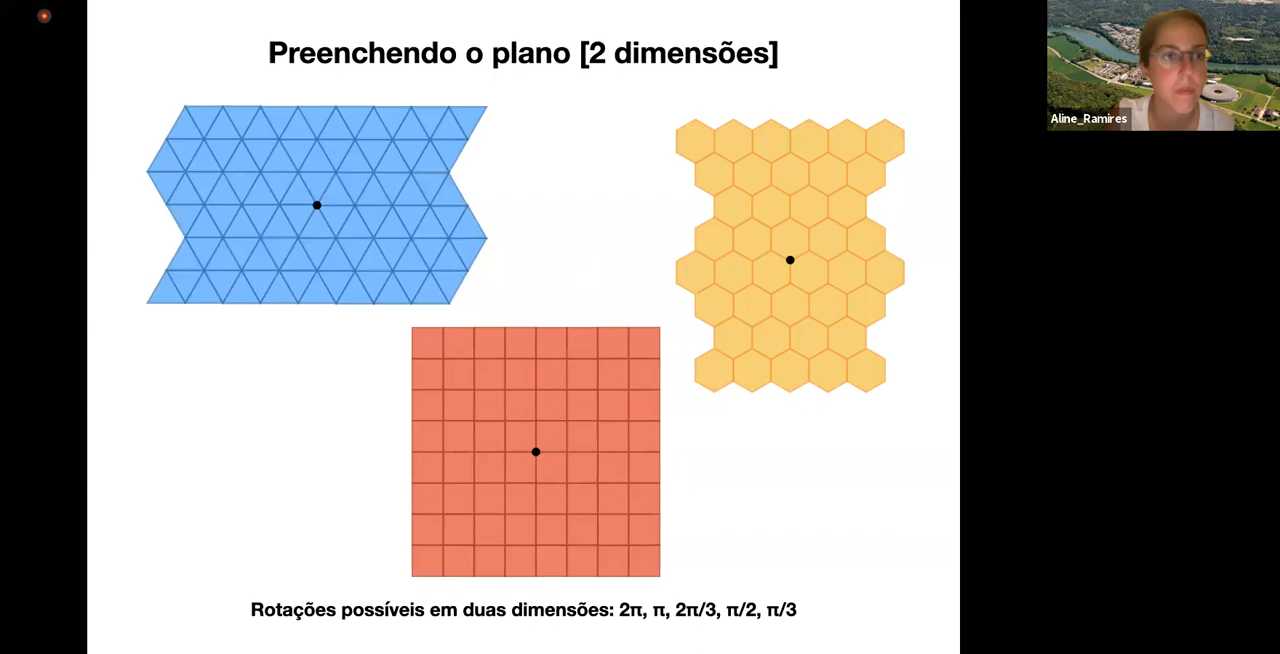 Preenchendo o plano [2 dimensões]
Aline_Ramires
Rotações possíveis em duas dimensões: 2π, π, 2π/3, π/2, π/3